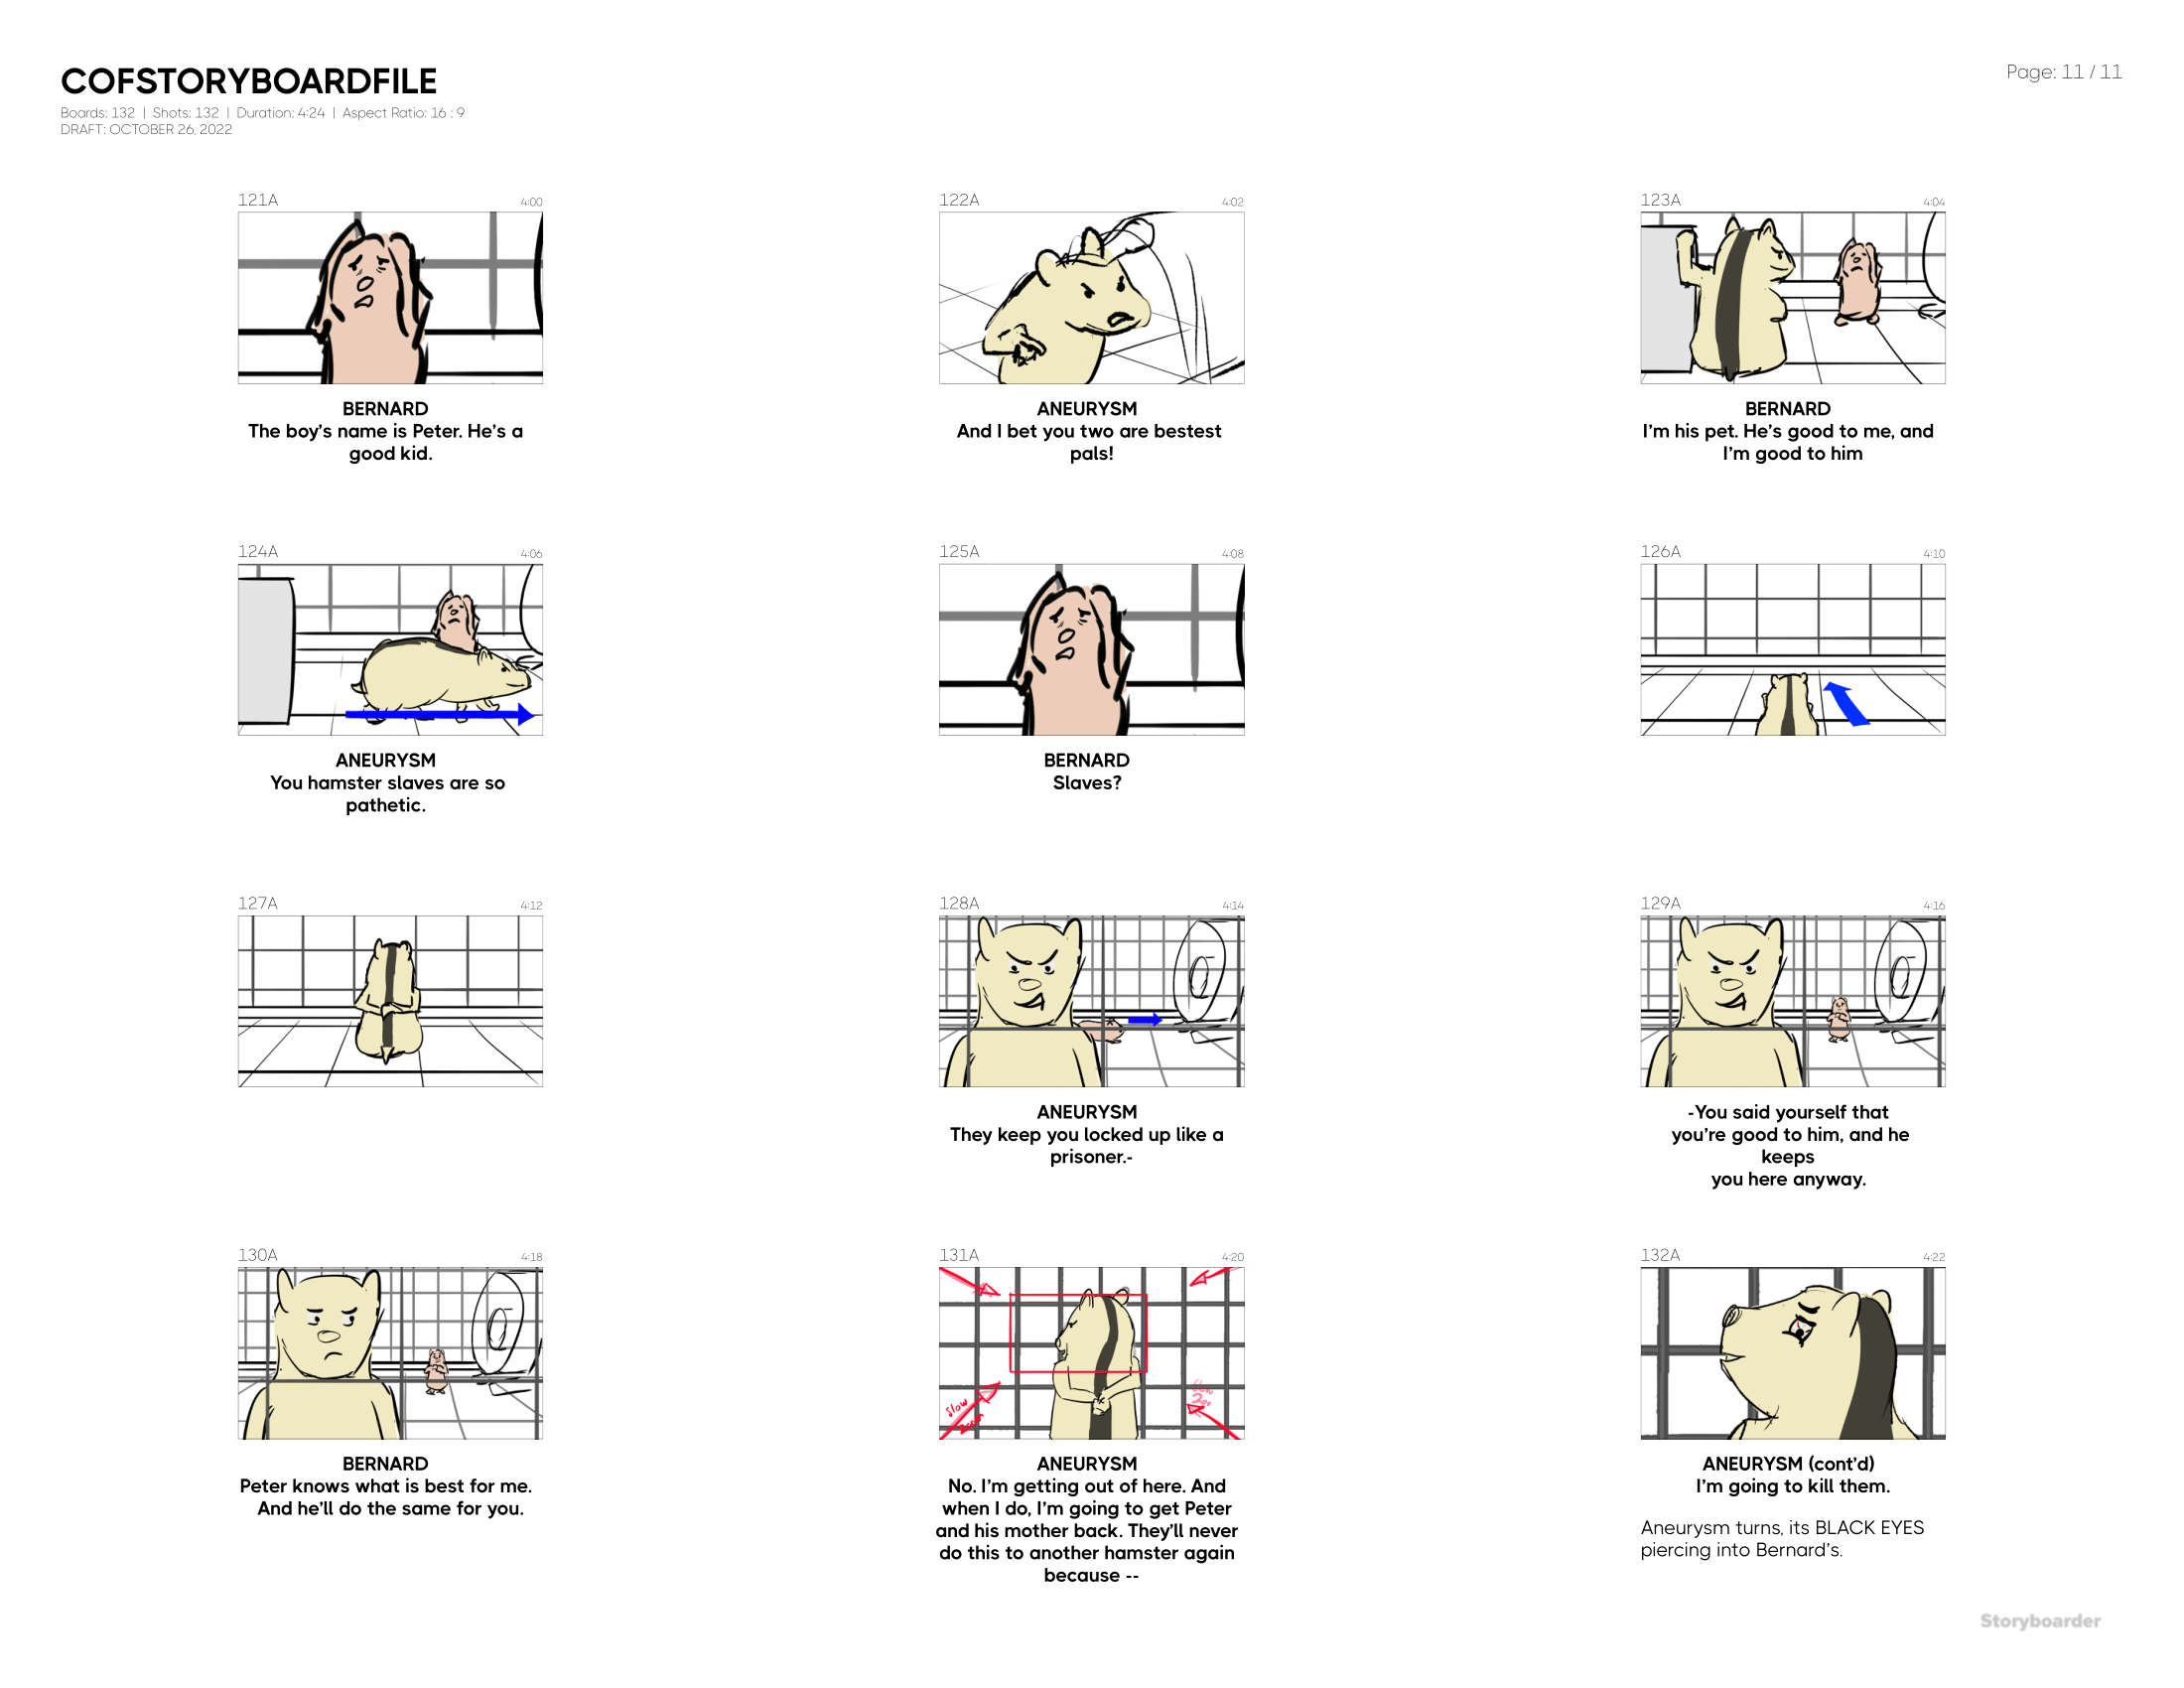 COFSTORYBOARDFILE
Page: 11 / 11
Boards: 132 | Shots: 132 | Duration: 4:24 | Aspect Ratio: 16 : 9
DRAFT: OCTOBER 26, 2022
121A 4:00
BERNARD
The boy's name is Peter. He's a
good kid.
122A 4:02
ANEURYSM
And I bet you two are bestest
pals!
123A 4:04
BERNARD
I'm his pet. He's good to me, and
I'm good to him
124A 4:06
ANEURYSM
You hamster slaves are so
pathetic.
125A 4:08
BERNARD
Slaves?
126A 4:10
127A 4:12
128A 4:14
ANEURYSM
They keep you locked up like a
prisoner.-
129A 4:16
-You said yourself that
you're good to him, and he
keeps
you here anyway.
130A 4:18
BERNARD
Peter knows what is best for me.
And he'll do the same for you.
131A 4:20
slow
zoom
slow
ANEURYSM
No. I'm getting out of here. And
when I do, I'm going to get Peter
and his mother back. They'll never
do this to another hamster again
because --
132A 4:22
ANEURYSM (cont'd)
I'm going to kill them.
Aneurysm turns, its BLACK EYES
piercing into Bernard's.
Storyboarder